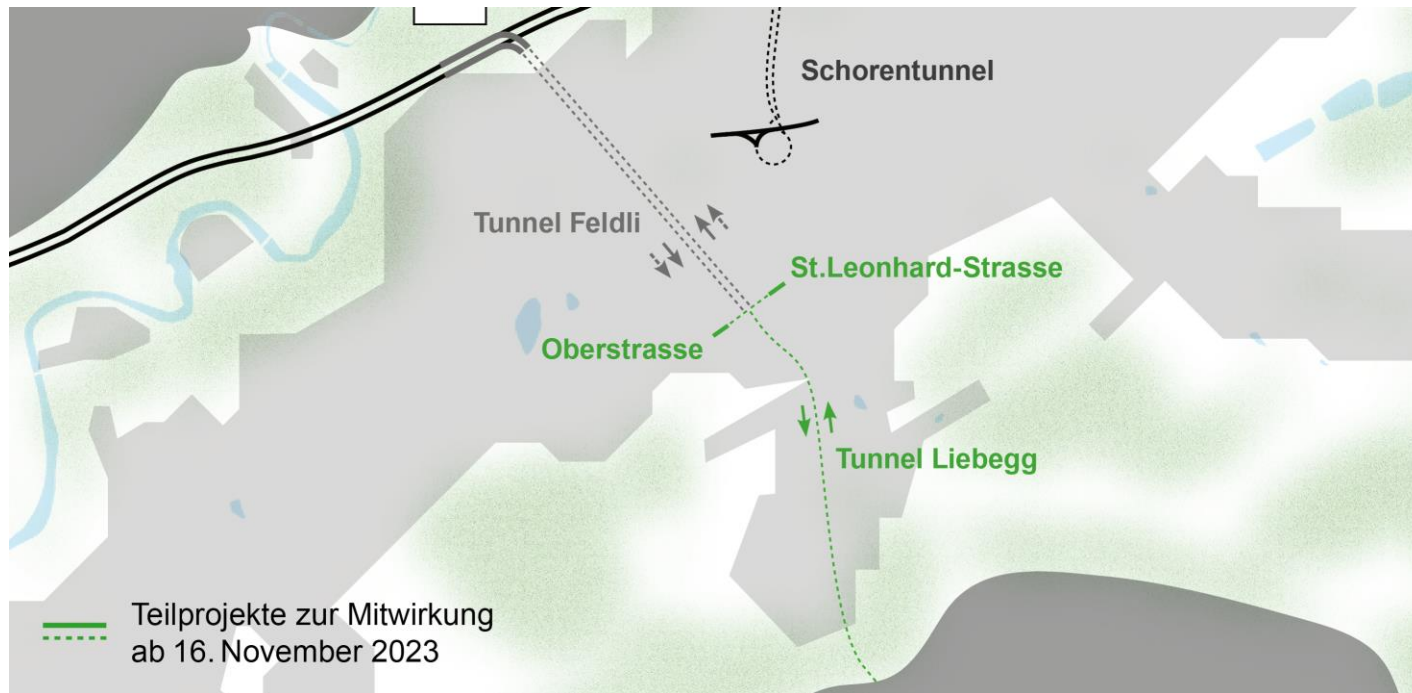 Schorentunnel
Tunnel Feldli
St.Leonhard-Strasse
Oberstrasse
Tunnel Liebegg
Teilprojekte zur Mitwirkung
ab 16. November 2023